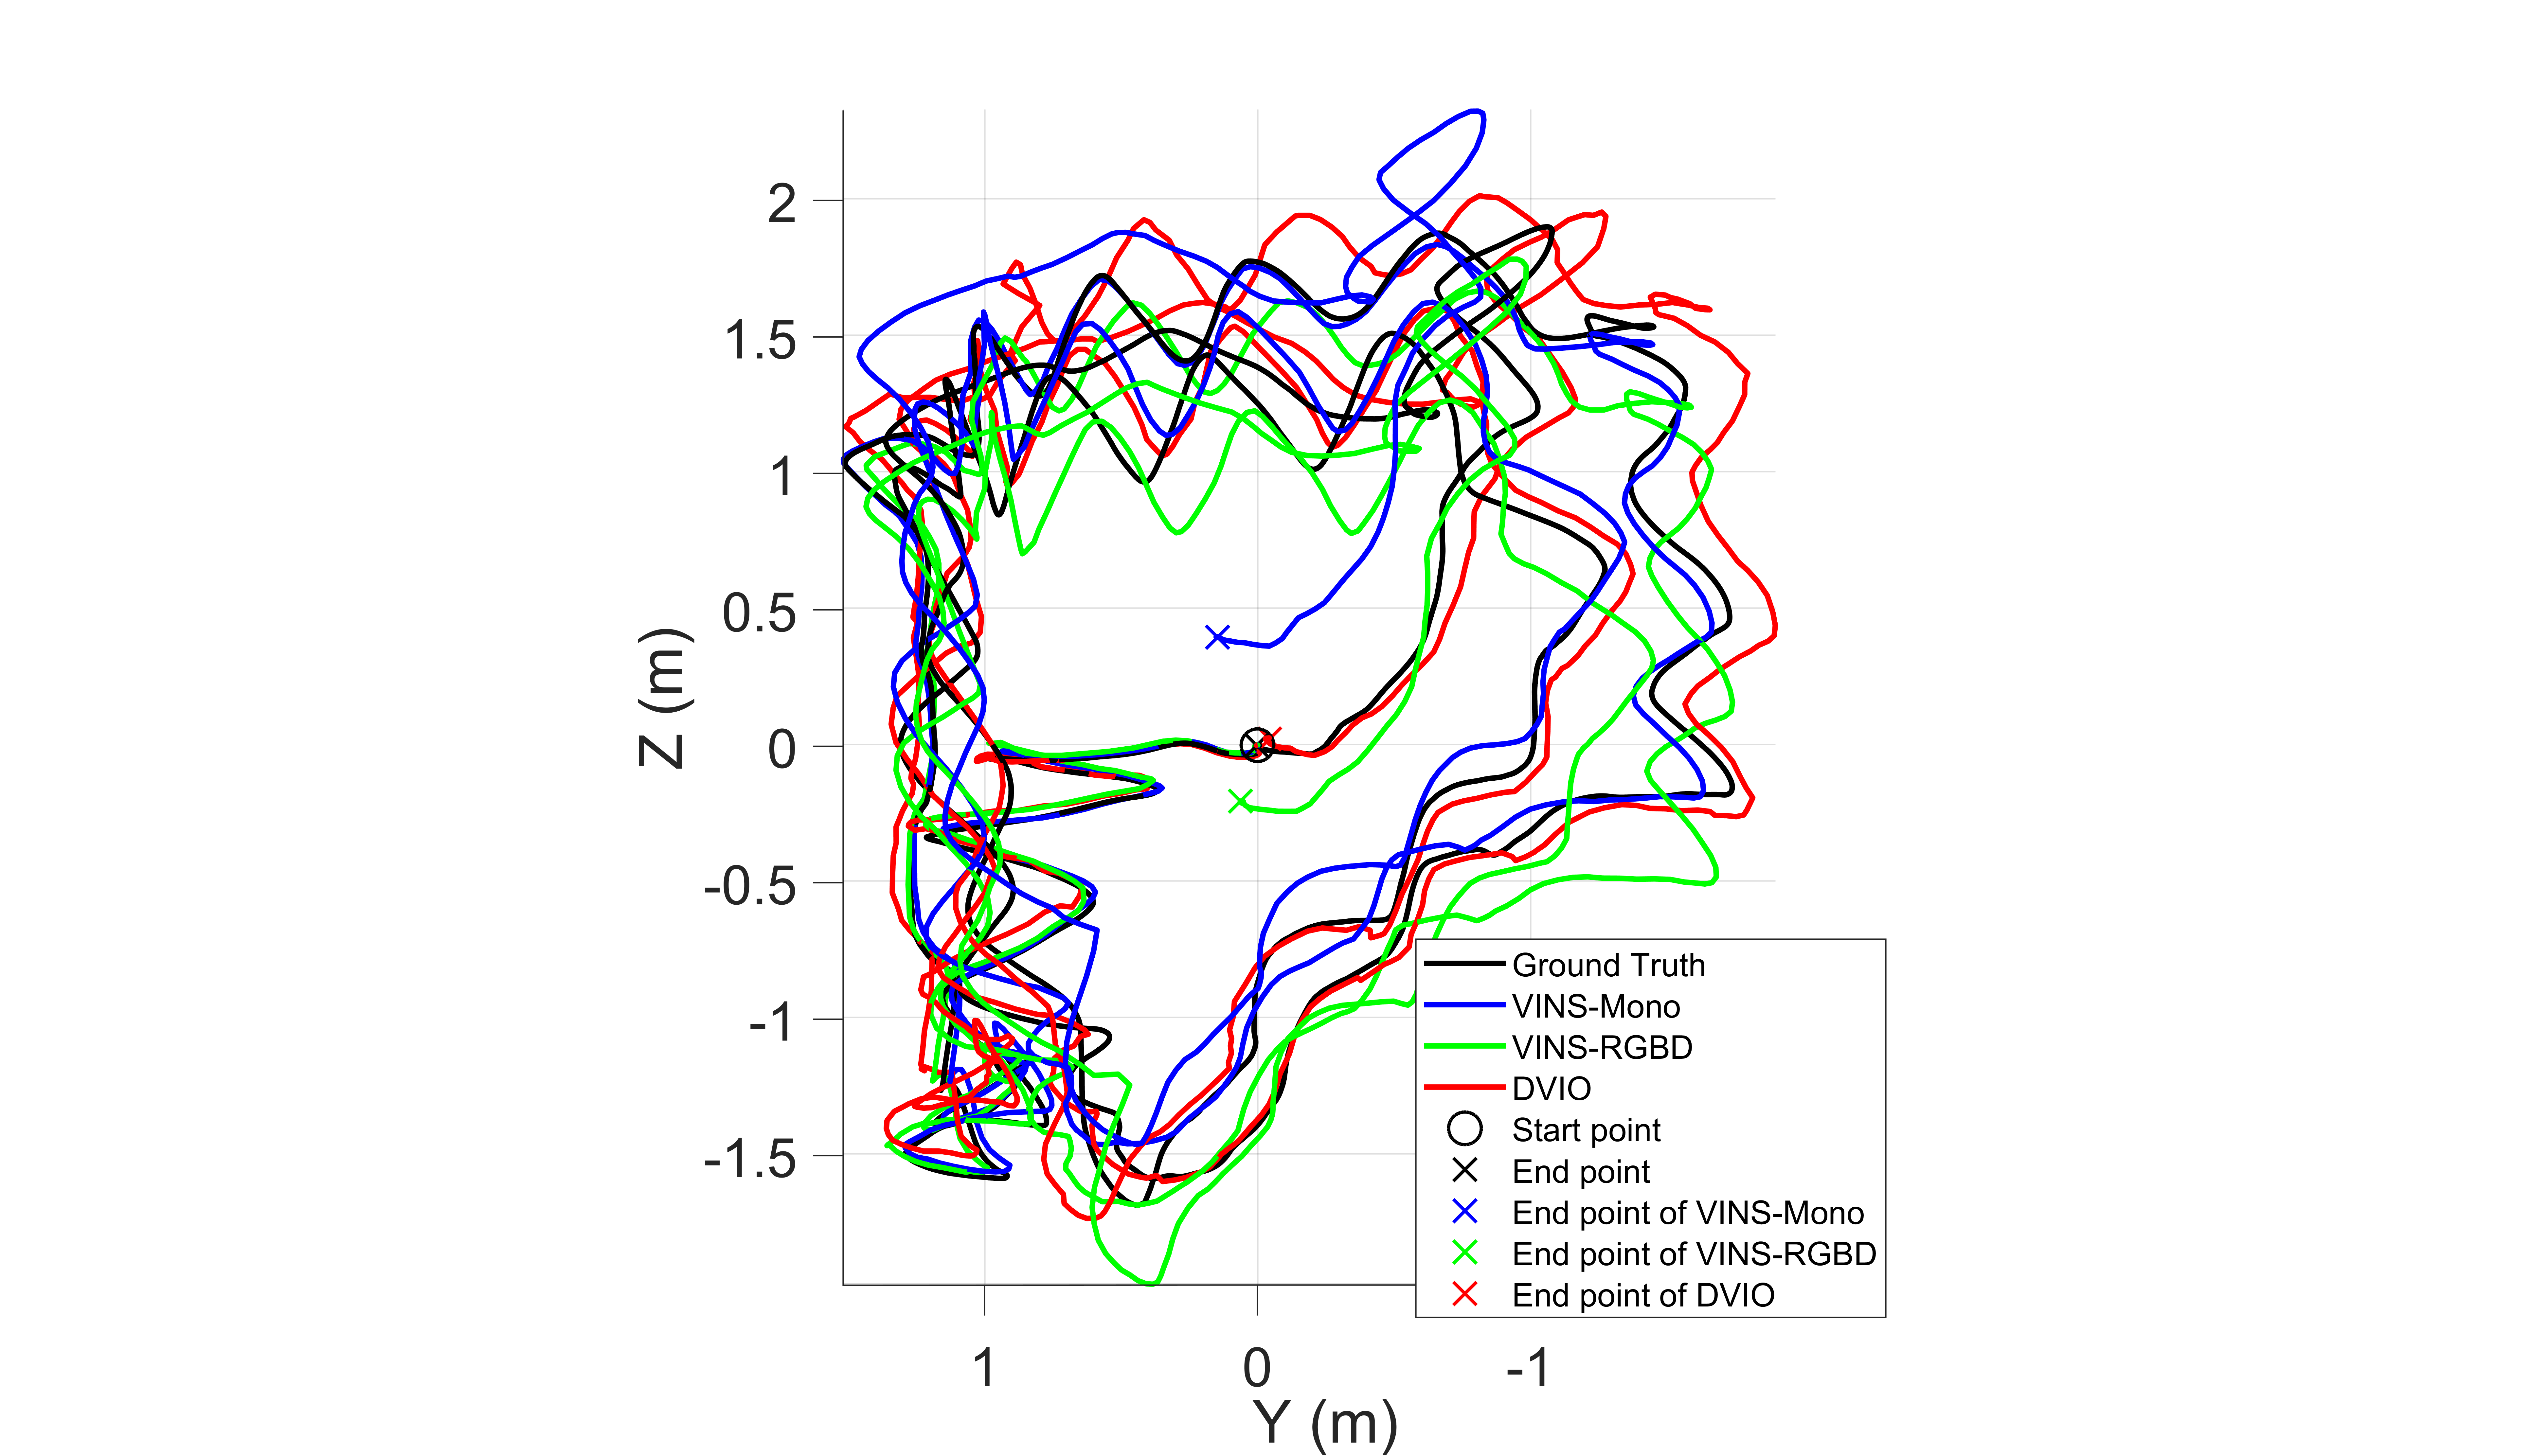 2
1.5
1
0.5
0
-0.5
-1
-1.5
Z (m)
1 0 -1
Y (m)
Ground Truth
VINS-Mono
VINS-RGBD
DVIO
Start point
End point
End point of VINS-Mono
End point of VINS-RGBD
End point of DVIO